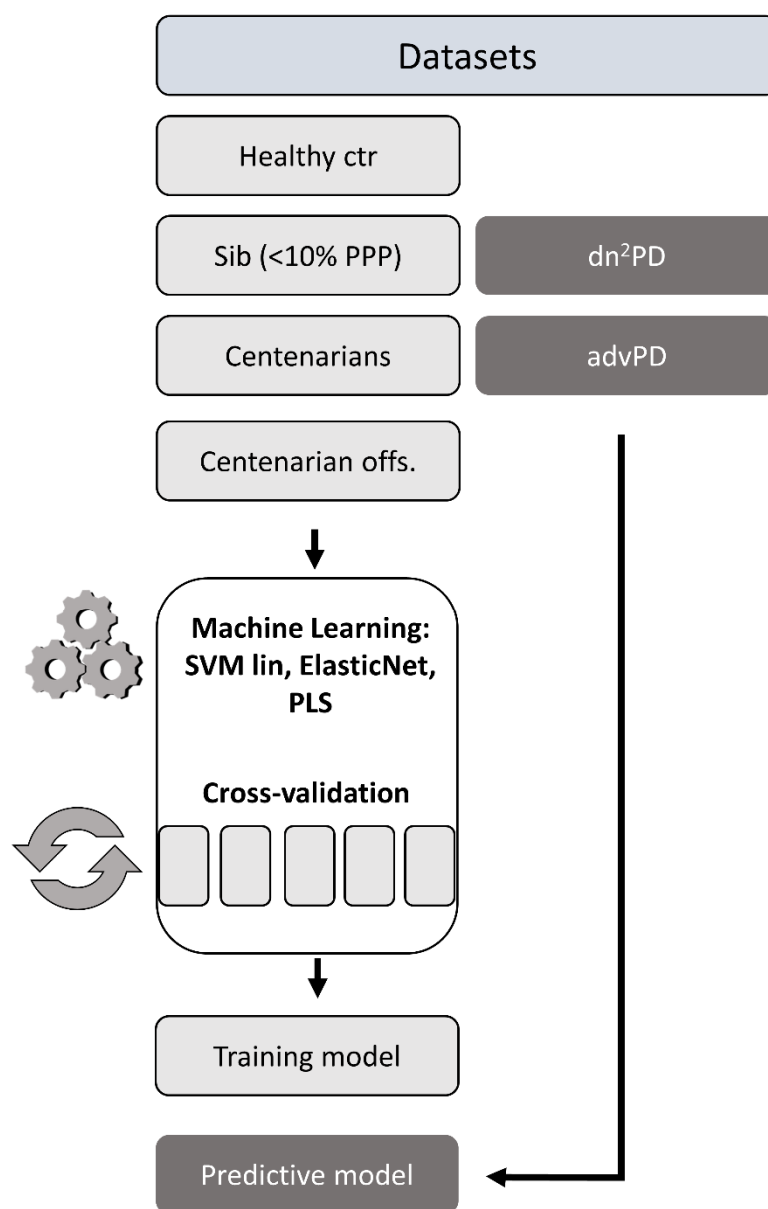 Datasets
Healthy ctr
Sib (<10% PPP)
dn²PD
Centenarians
advPD
Centenarian offs.
Machine Learning:
SVM lin, ElasticNet,
PLS
Cross-validation
Training model
Predictive model